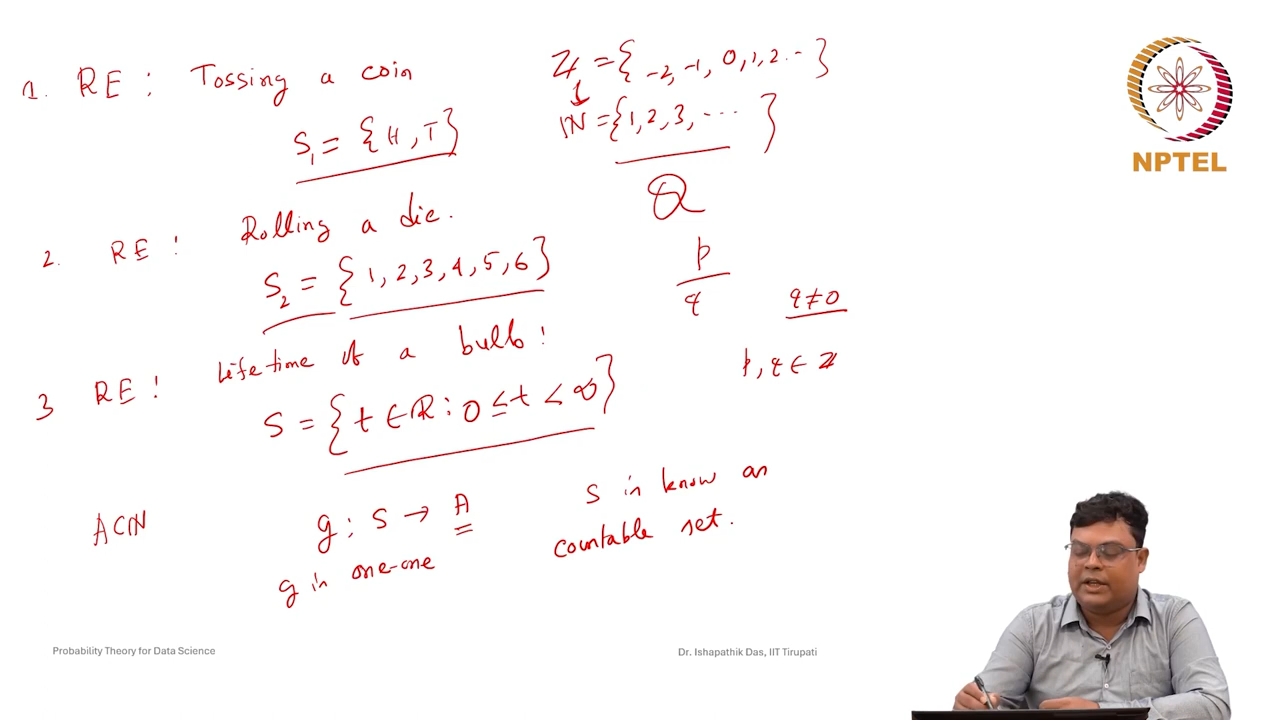 1. RE : Tossing a coin
S₁ = {H, T}
2. RE : Rolling a die.
S₂ = {1, 2, 3, 4, 5, 6}
3 RE : Lifetime of a bulb :
S = {t ∈ ℝ : 0 ≤ t < ∞}
A ⊂ ℕ
g : S → A
g is one-one
ℤ = {-2, -1, 0, 1, 2 ..}
↓
ℕ = {1, 2, 3, ....}
ℚ
p
q
q ≠ 0
p, q ∈ ℤ
S is know as
countable set.
NPTEL
Probability Theory for Data Science
Dr. Ishapathik Das, IIT Tirupati